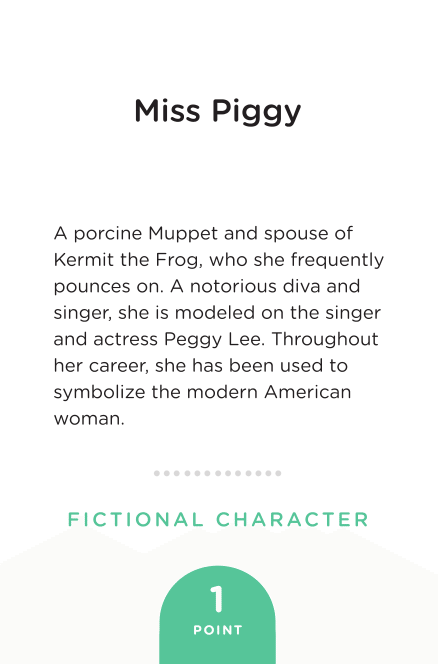 Miss Piggy
A porcine Muppet and spouse of
Kermit the Frog, who she frequently
pounces on. A notorious diva and
singer, she is modeled on the singer
and actress Peggy Lee. Throughout
her career, she has been used to
symbolize the modern American
woman.
FICTIONAL CHARACTER
1
POINT